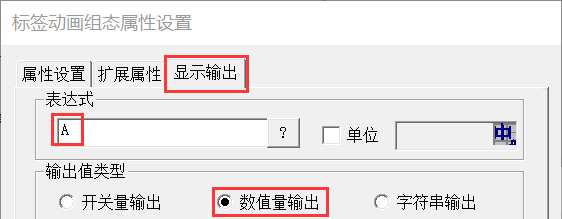 标签动画组态属性设置
属性设置 扩展属性 显示输出
表达式
A ? 单位 中
输出值类型
开关量输出 数值量输出 字符串输出